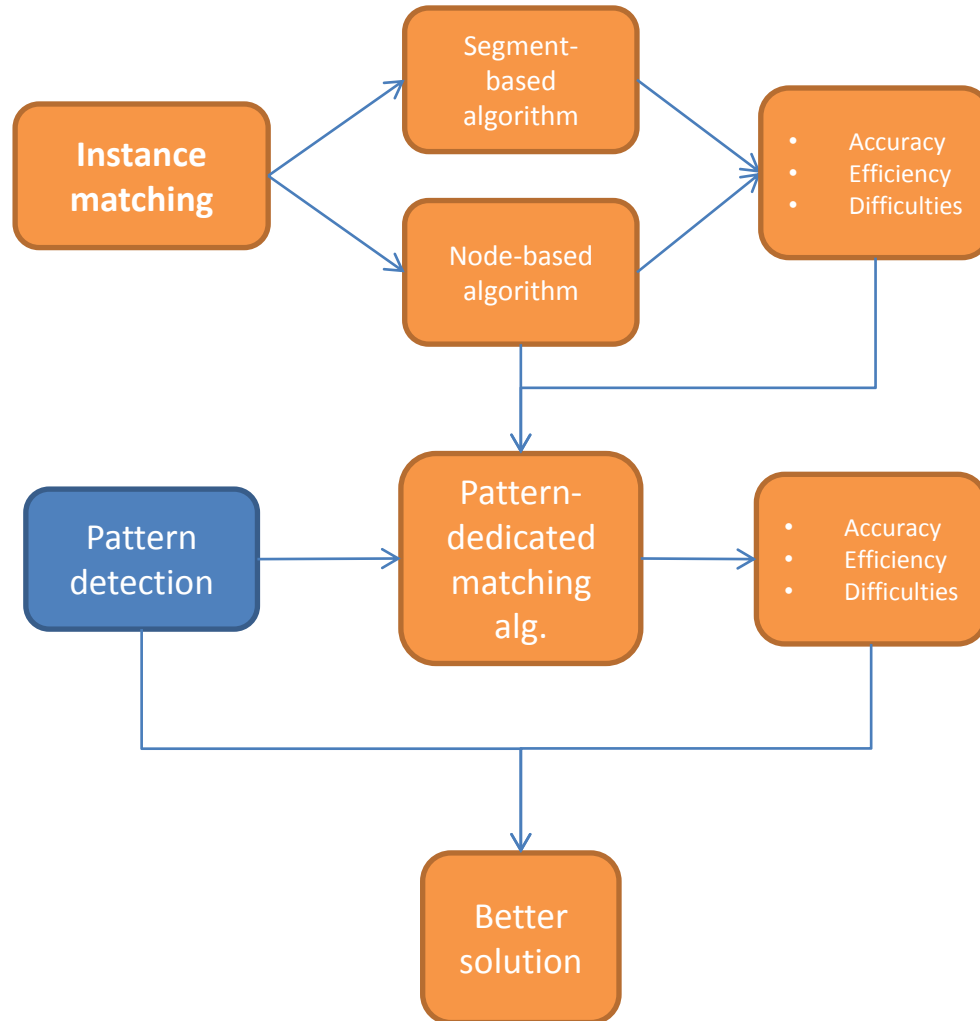 Segment-
based
algorithm
Instance
matching
• Accuracy
• Efficiency
• Difficulties
Node-based
algorithm
Pattern
detection
Pattern-
dedicated
matching
alg.
• Accuracy
• Efficiency
• Difficulties
Better
solution